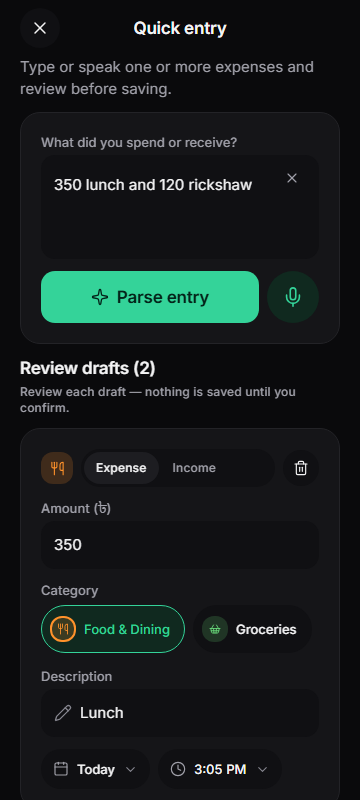 Quick entry
Type or speak one or more expenses and
review before saving.
What did you spend or receive?
350 lunch and 120 rickshaw
Parse entry
Review drafts (2)
Review each draft — nothing is saved until you
confirm.
Expense Income
Amount (৳)
350
Category
Food & Dining Groceries
Description
Lunch
Today 3:05 PM